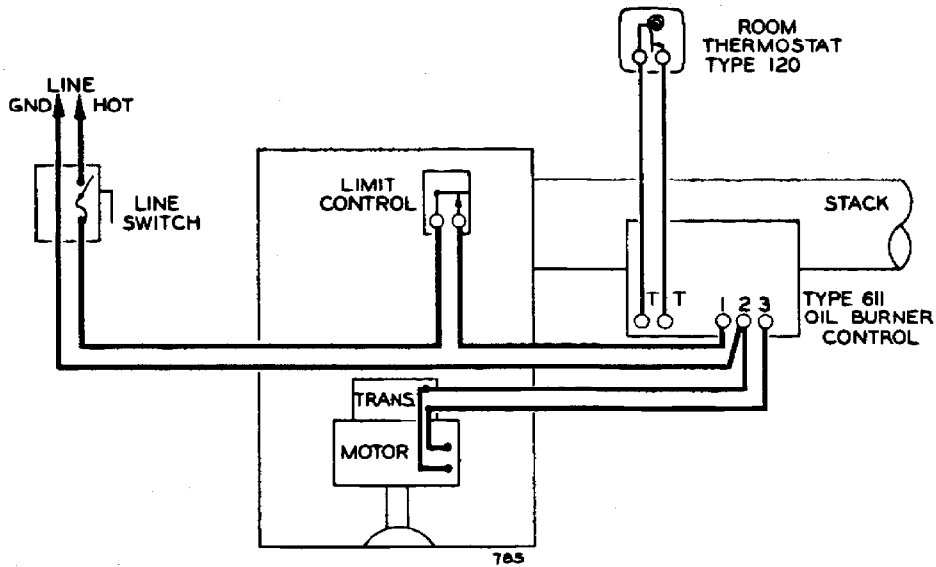 ROOM
THERMOSTAT
TYPE 120
LINE
GND HOT
LINE
SWITCH
LIMIT
CONTROL
STACK
T T 1 2 3
TYPE 611
OIL BURNER
CONTROL
TRANS.
MOTOR
785